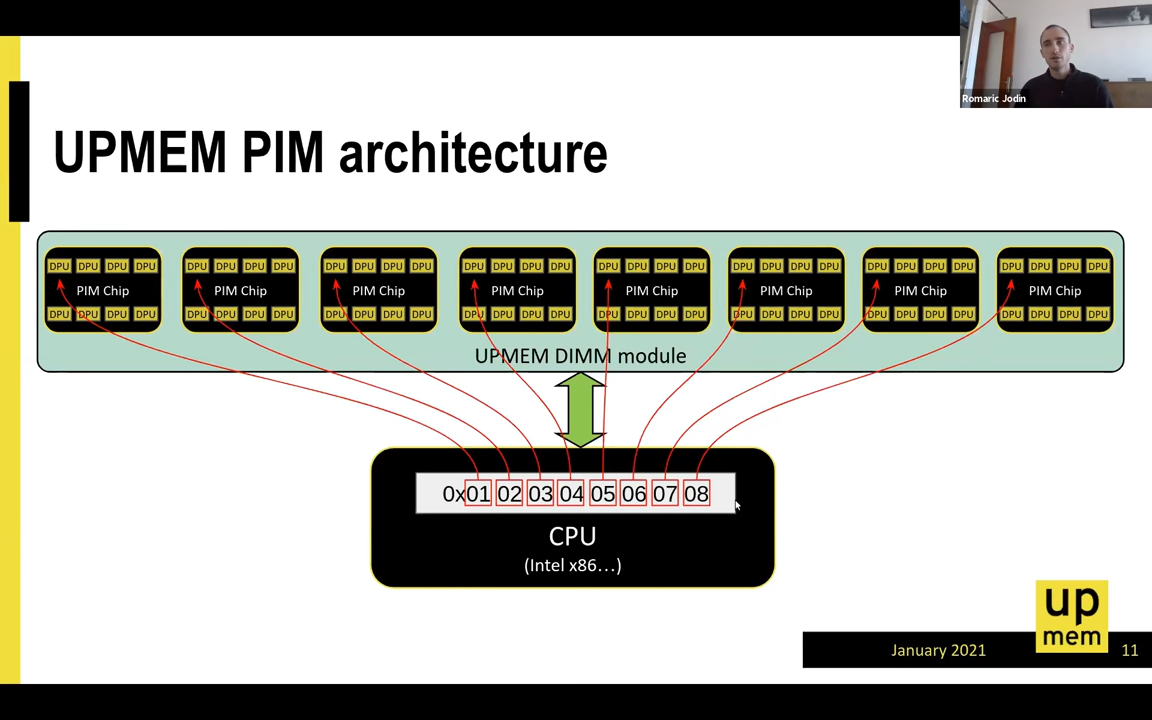 Romaric Jodin
UPMEM PIM architecture
DPU DPU DPU DPU DPU DPU DPU DPU DPU DPU DPU DPU DPU DPU DPU DPU DPU DPU DPU DPU DPU DPU DPU DPU DPU DPU DPU DPU DPU DPU DPU DPU
PIM Chip PIM Chip PIM Chip PIM Chip PIM Chip PIM Chip PIM Chip PIM Chip
DPU DPU DPU DPU DPU DPU DPU DPU DPU DPU DPU DPU DPU DPU DPU DPU DPU DPU DPU DPU DPU DPU DPU DPU DPU DPU DPU DPU DPU DPU DPU DPU
UPMEM DIMM module
0x01 02 03 04 05 06 07 08
CPU
(Intel x86...)
up
mem
January 2021 11